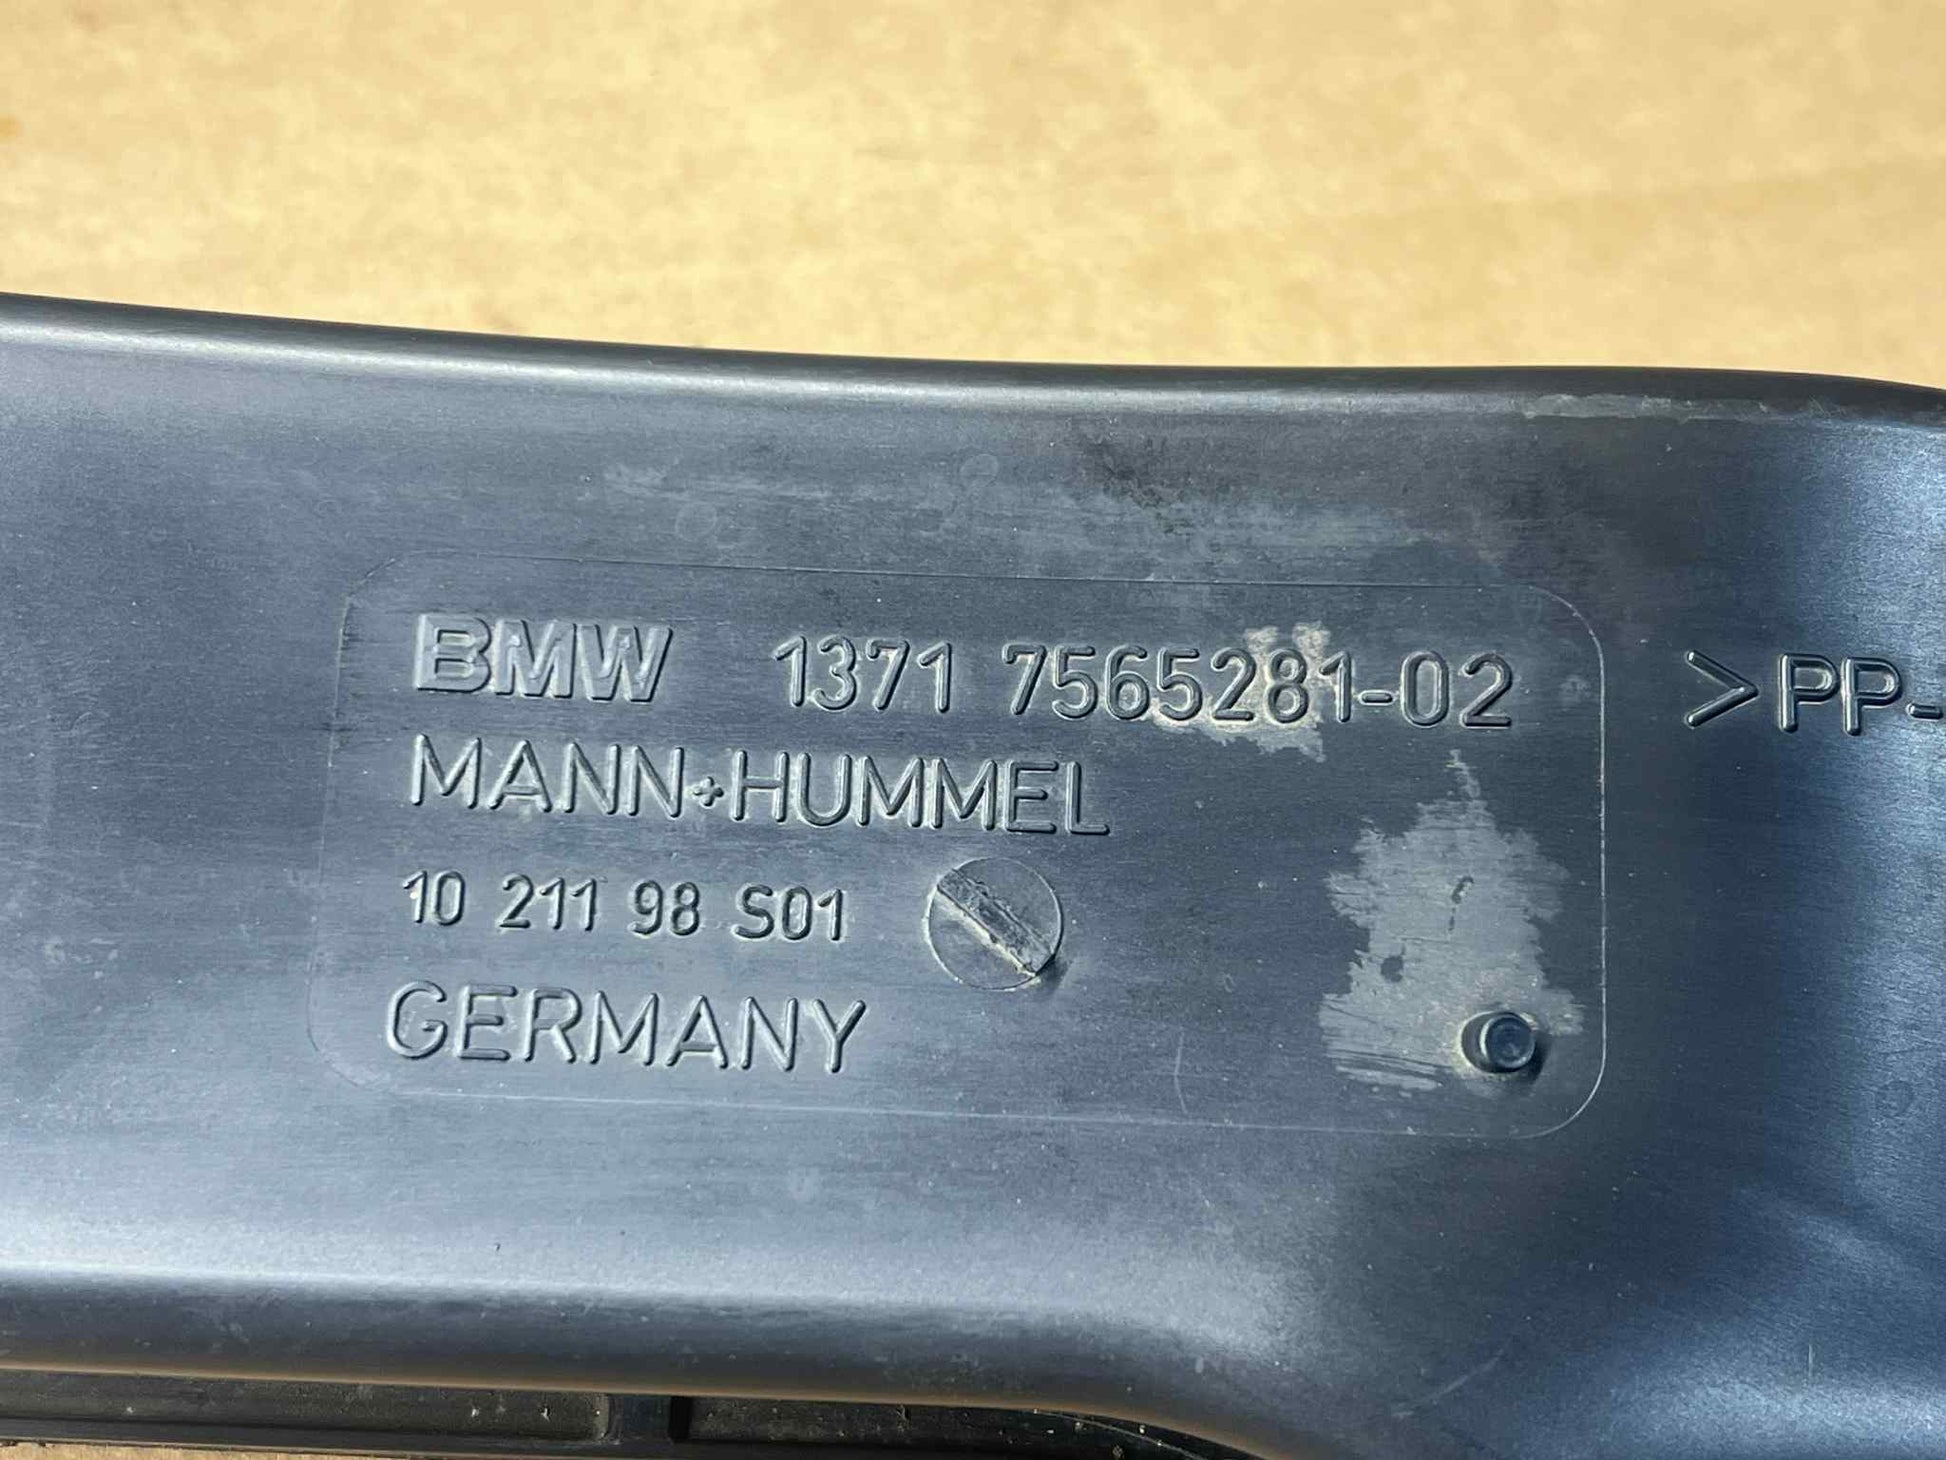 BMW 1371 7565281-02 >PP-
MANN+HUMMEL
10 211 98 S01
GERMANY